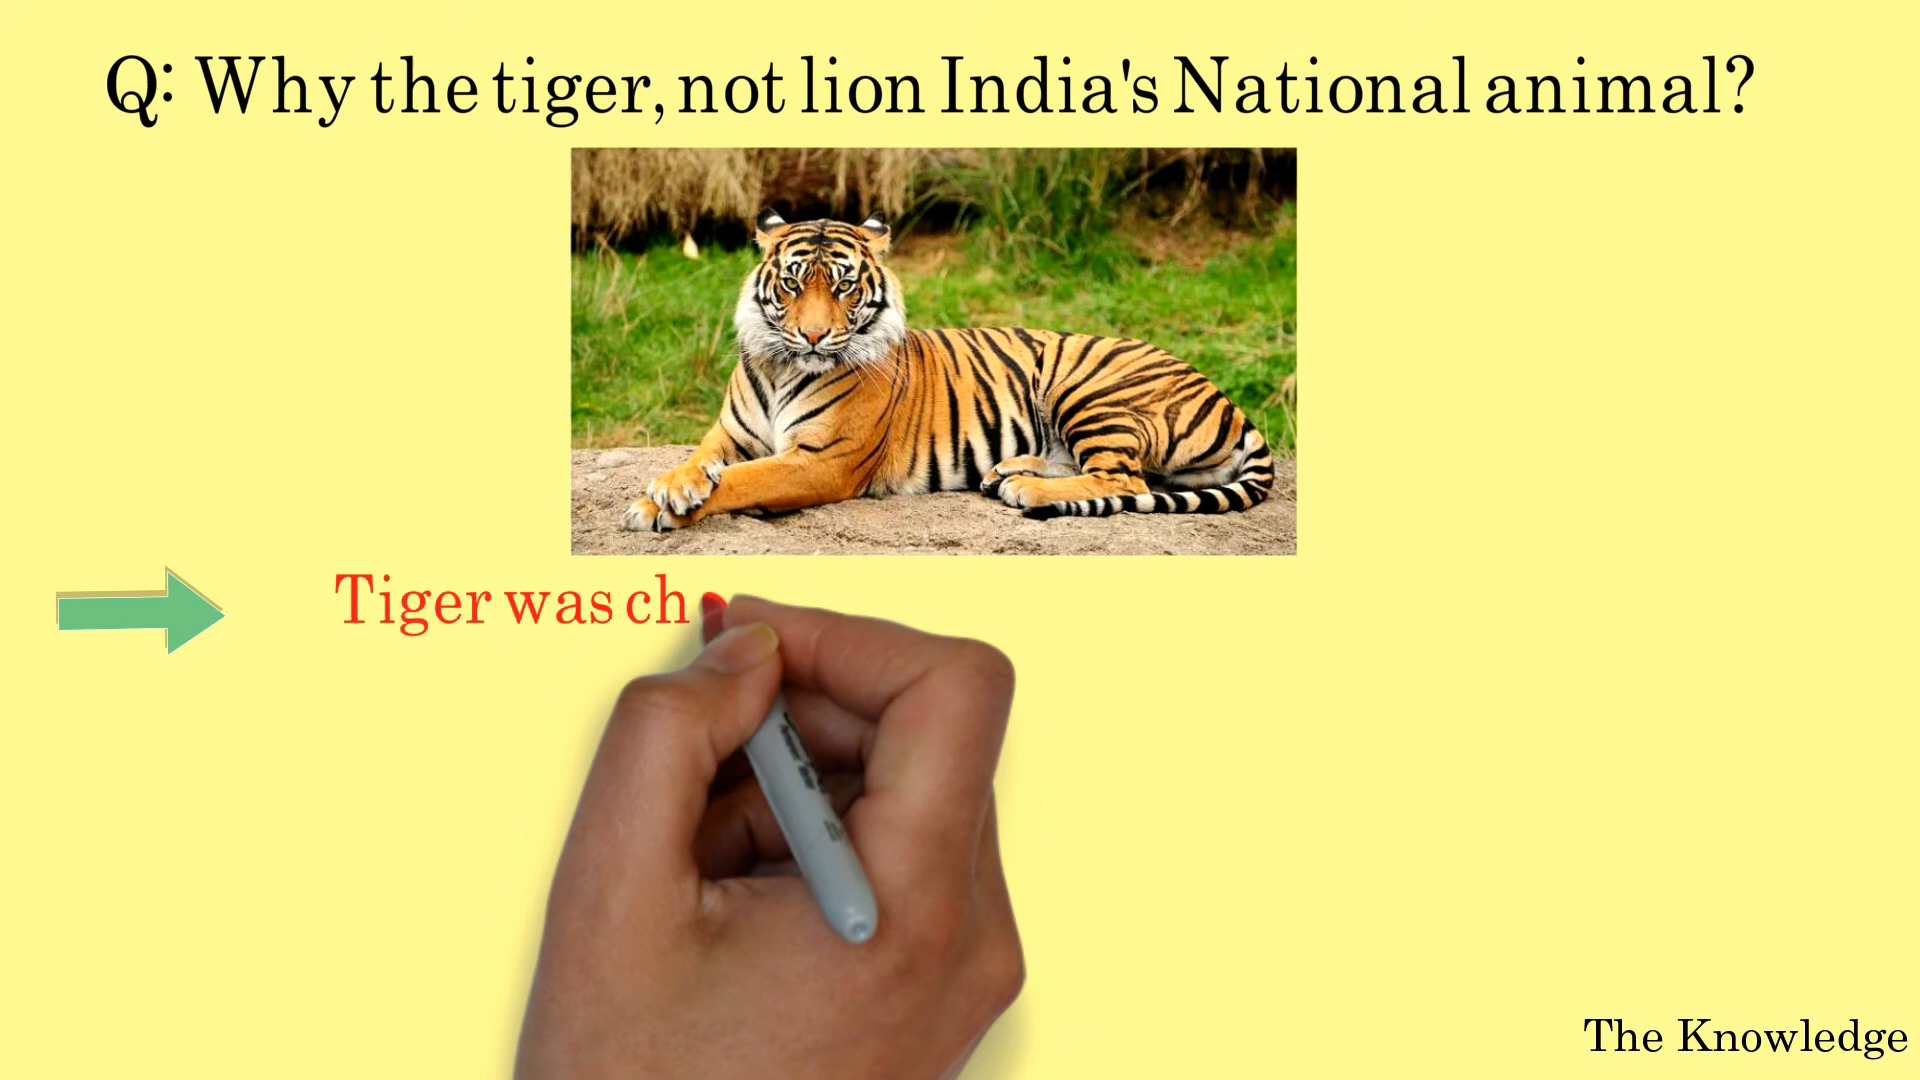 Q: Why the tiger, not lion India's National animal?
Tiger was ch
The Knowledge